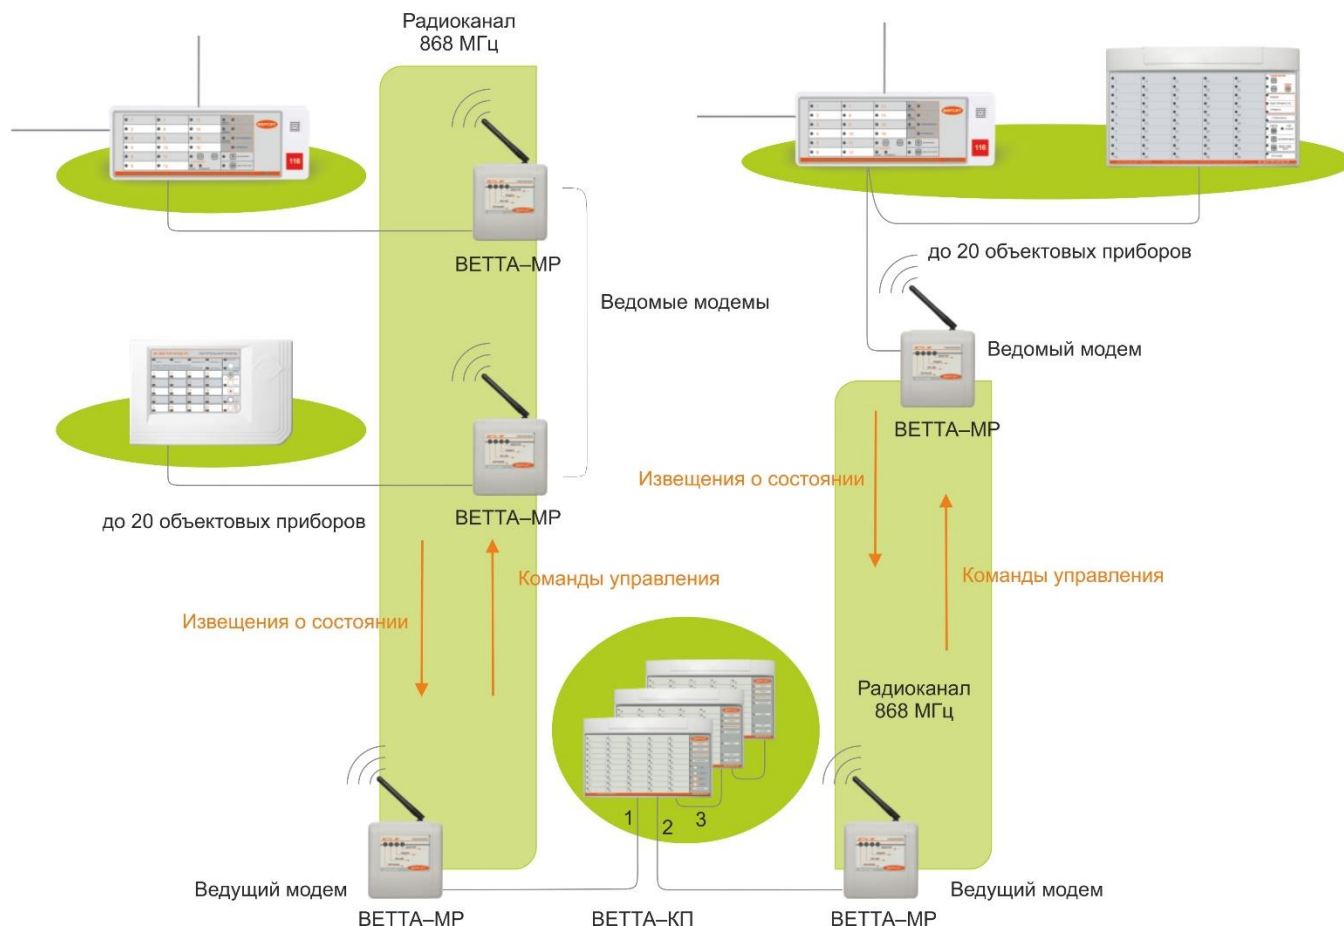 Радиоканал
868 МГц
ВЕТТА–МР
Ведомые модемы
ВЕТТА–МР
до 20 объектовых приборов
Извещения о состоянии
Команды управления
Ведущий модем
ВЕТТА–МР
1
2
3
ВЕТТА–КП
до 20 объектовых приборов
Ведомый модем
ВЕТТА–МР
Извещения о состоянии
Команды управления
Радиоканал
868 МГц
Ведущий модем
ВЕТТА–МР